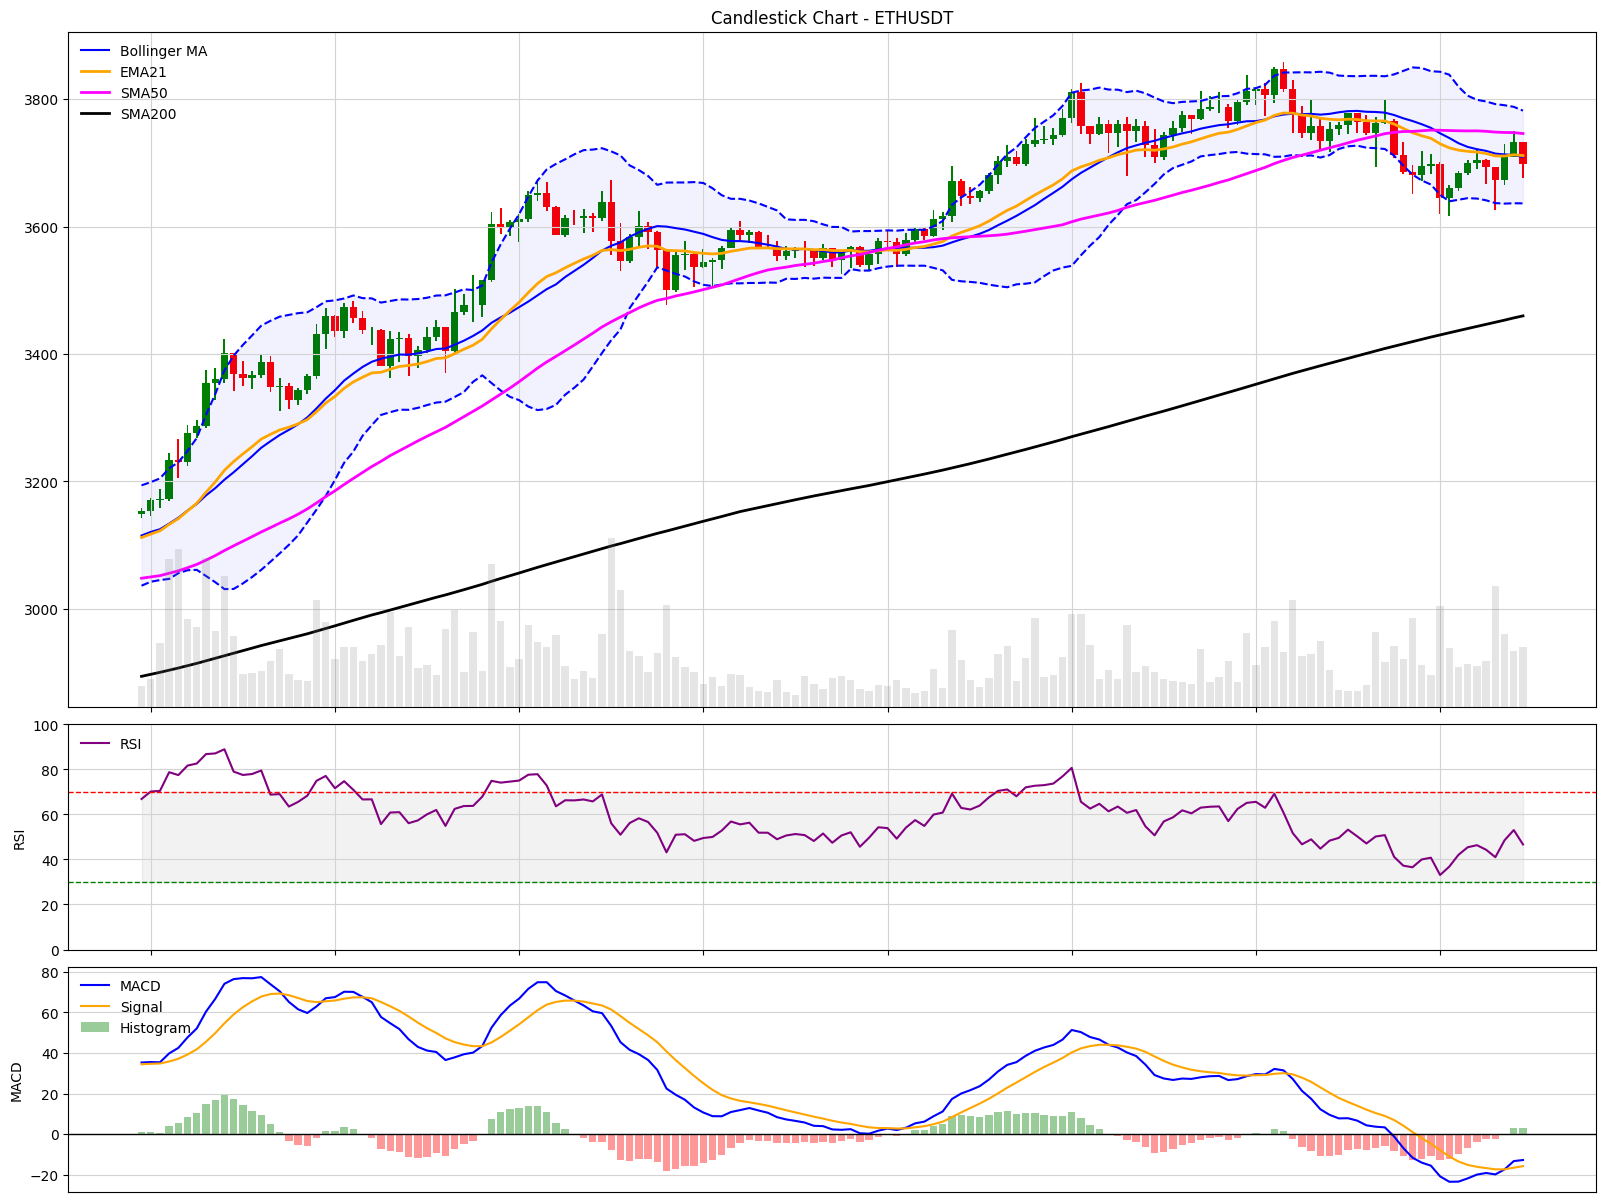 Candlestick Chart - ETHUSDT
Bollinger MA
EMA21
SMA50
SMA200
3800
3600
3400
3200
3000
RSI
100
80
60
40
20
0
RSI
MACD
Signal
Histogram
80
60
40
20
0
−20
MACD